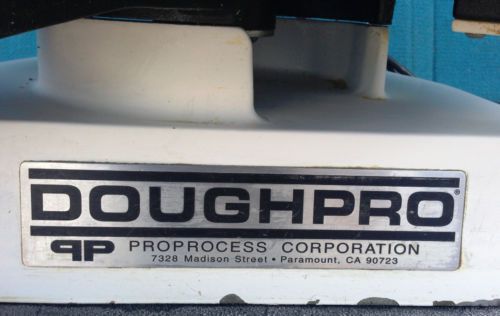 DOUGHPRO®
PP PROPROCESS CORPORATION
7328 Madison Street • Paramount, CA 90723